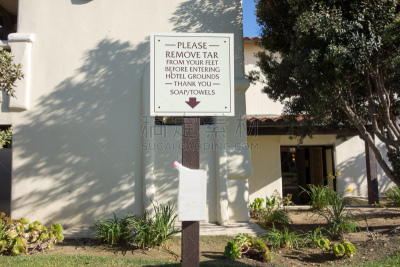 PLEASE
REMOVE TAR
FROM YOUR FEET
BEFORE ENTERING
HOTEL GROUNDS
THANK YOU
SOAP/TOWELS